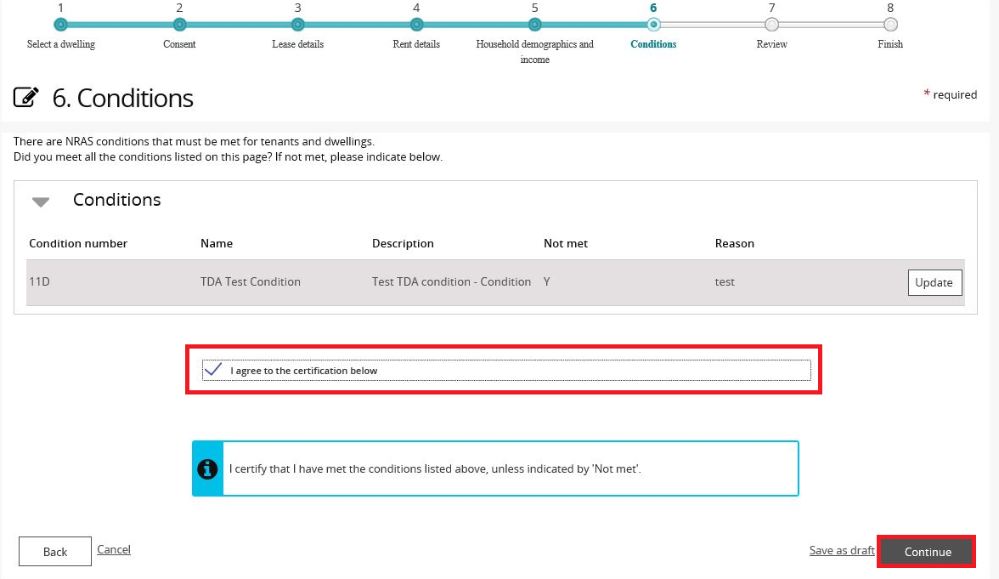 1 2 3 4 5 6 7 8
Select a dwelling Consent Lease details Rent details Household demographics and Conditions Review Finish
income
6. Conditions
* required
There are NRAS conditions that must be met for tenants and dwellings.
Did you meet all the conditions listed on this page? If not met, please indicate below.
Conditions
Condition number Name Description Not met Reason
11D TDA Test Condition Test TDA condition - Condition Y test Update
I agree to the certification below
I certify that I have met the conditions listed above, unless indicated by 'Not met'.
Back Cancel Save as draft Continue